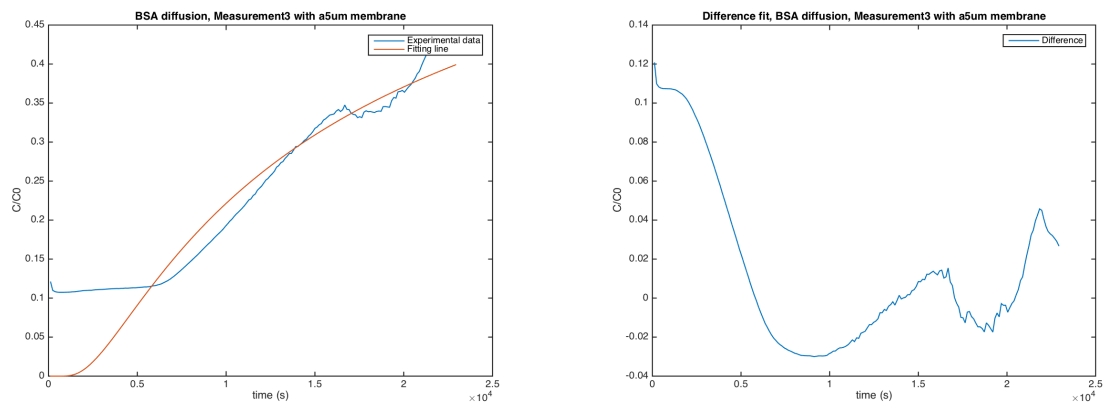 BSA diffusion, Measurement3 with a5um membrane
0.45
0.4
0.35
0.3
0.25
0.2
0.15
0.1
0.05
0
C/C0
Experimental data
Fitting line
0 0.5 1 1.5 2 2.5
time (s)
×10^4
Difference fit, BSA diffusion, Measurement3 with a5um membrane
0.14
0.12
0.1
0.08
0.06
0.04
0.02
0
-0.02
-0.04
C/C0
Difference
0 0.5 1 1.5 2 2.5
time (s)
×10^4